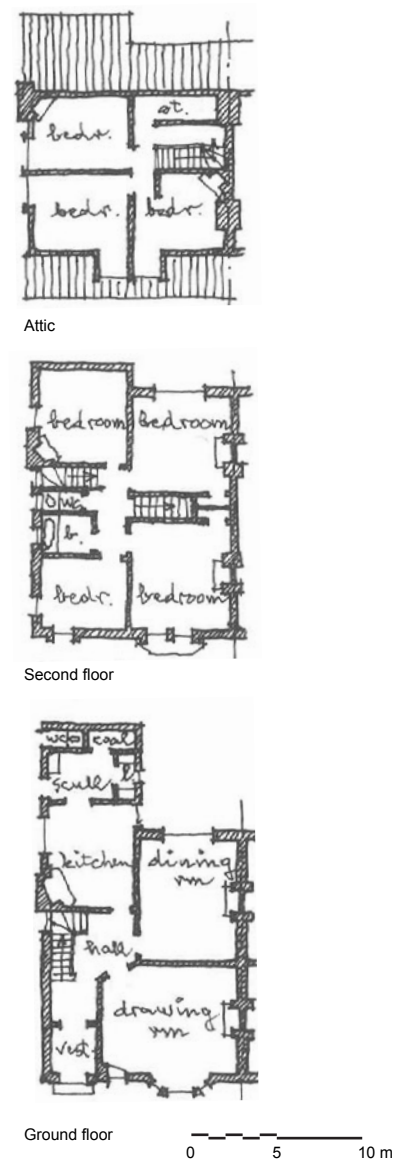 st.
bedr.
bedr. bedr.
Attic
bedroom bedroom
wc
b.
bedr. bedroom
Second floor
wc coal
scull l.
kitchen dining
rm
hall
drawing
rm
vest.
Ground floor
0 5 10 m